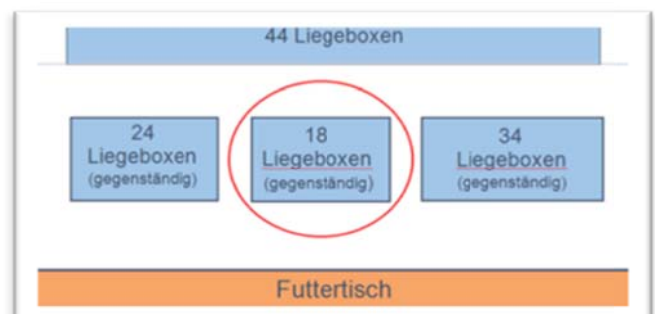 44 Liegeboxen
24
Liegeboxen
(gegenständig)
18
Liegeboxen
(gegenständig)
34
Liegeboxen
(gegenständig)
Futtertisch